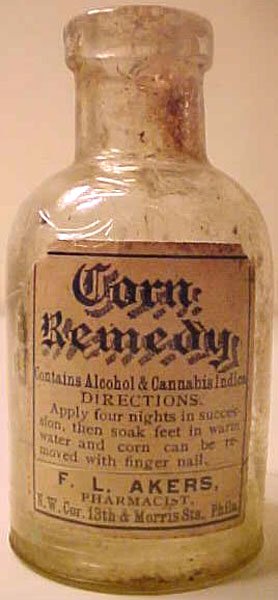 Corn
Remedy
Contains Alcohol & Cannabis Indica
DIRECTIONS.
Apply four nights in succes-
sion, then soak feet in warm
water and corn can be re-
moved with finger nail.
F. L. AKERS,
PHARMACIST,
N. W. Cor. 13th & Morris Sts. Phila.